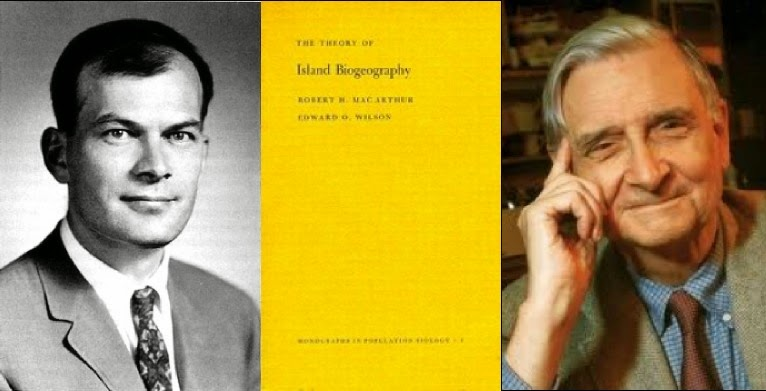 THE THEORY OF
Island Biogeography
ROBERT H. MAC ARTHUR
EDWARD O. WILSON
MONOGRAPHS IN POPULATION BIOLOGY · 1